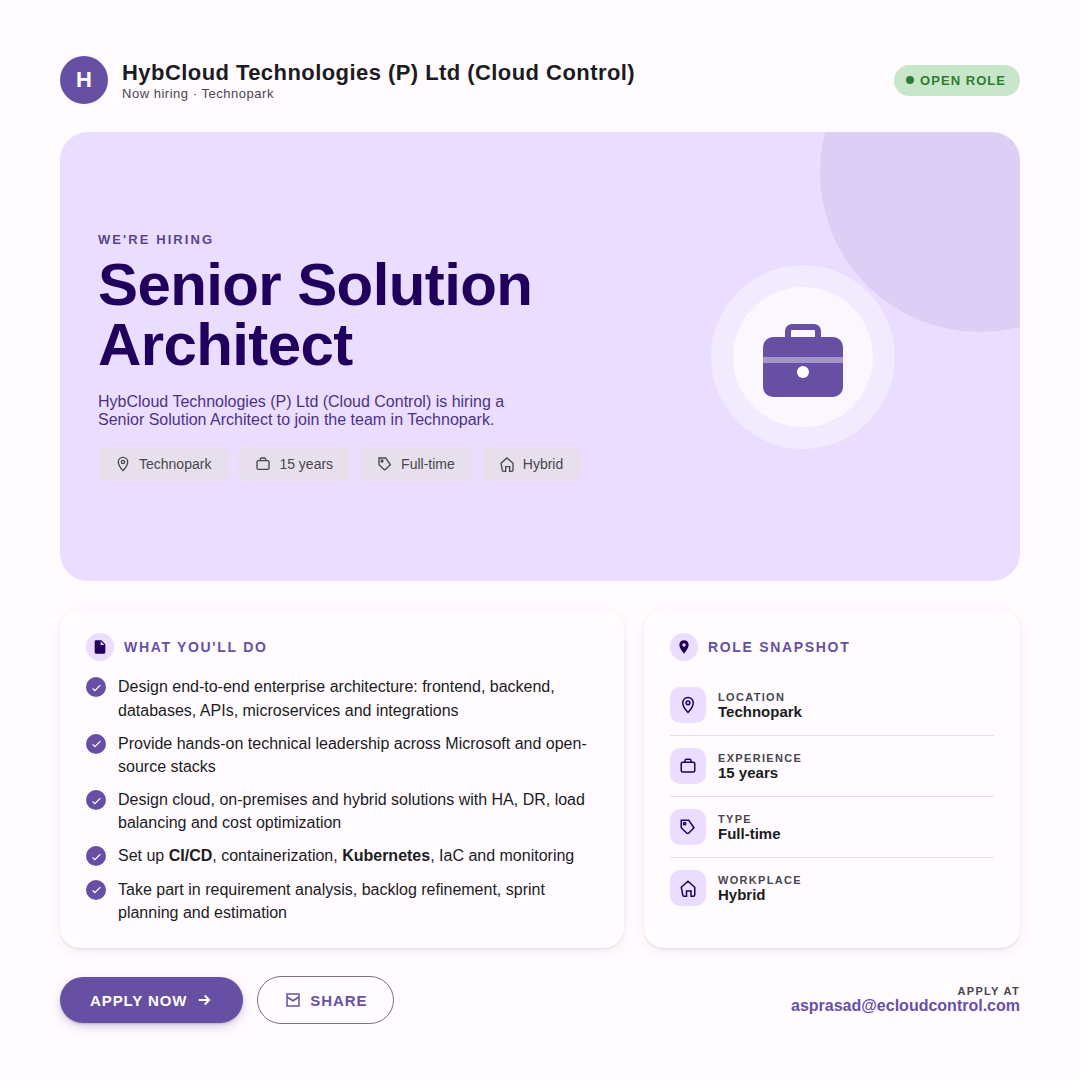 H
HybCloud Technologies (P) Ltd (Cloud Control)
Now hiring · Technopark
OPEN ROLE
WE'RE HIRING
Senior Solution
Architect
HybCloud Technologies (P) Ltd (Cloud Control) is hiring a
Senior Solution Architect to join the team in Technopark.
Technopark
15 years
Full-time
Hybrid
WHAT YOU'LL DO
Design end-to-end enterprise architecture: frontend, backend,
databases, APIs, microservices and integrations
Provide hands-on technical leadership across Microsoft and open-
source stacks
Design cloud, on-premises and hybrid solutions with HA, DR, load
balancing and cost optimization
Set up CI/CD, containerization, Kubernetes, IaC and monitoring
Take part in requirement analysis, backlog refinement, sprint
planning and estimation
ROLE SNAPSHOT
LOCATION
Technopark
EXPERIENCE
15 years
TYPE
Full-time
WORKPLACE
Hybrid
APPLY NOW
SHARE
APPLY AT
asprasad@ecloudcontrol.com